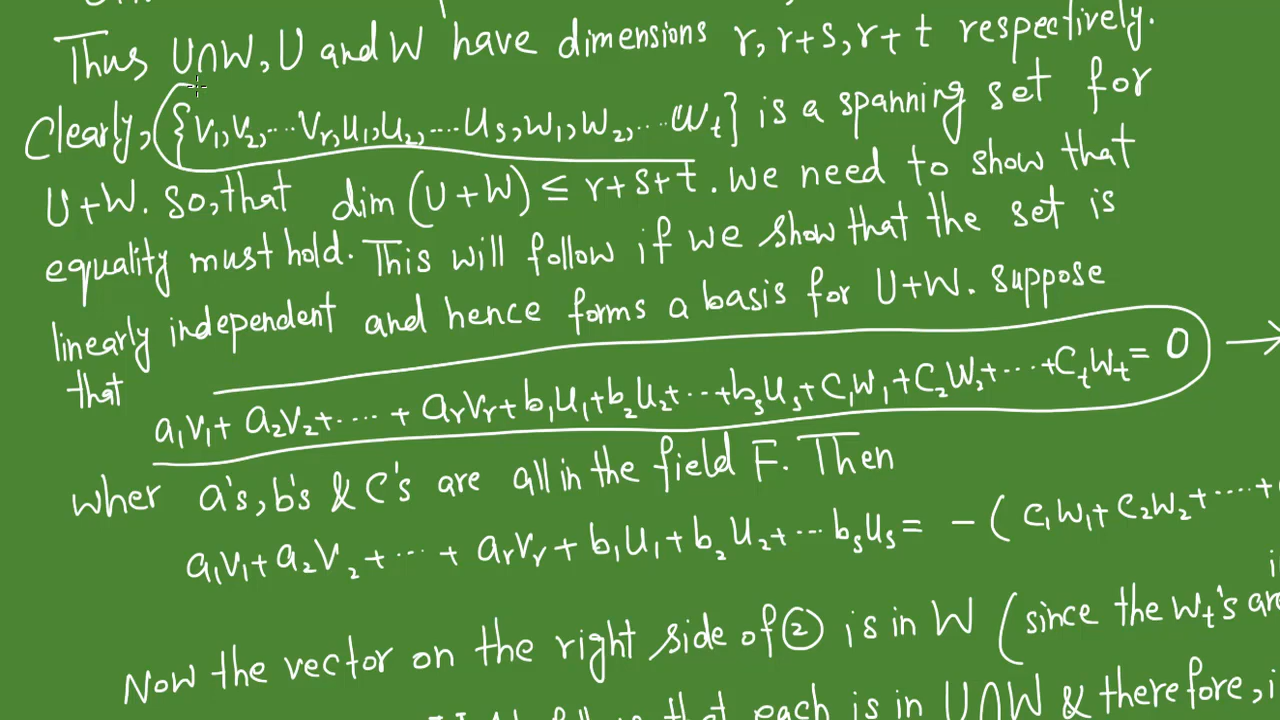 Thus U∩W, U and W have dimensions r, r+s, r+t respectively.
Clearly, {v₁, v₂, ... vᵣ, u₁, u₂, ... uₛ, w₁, w₂, ... wₜ} is a spanning set for
U+W. So, that dim (U+W) ≤ r+s+t. We need to show that
equality must hold. This will follow if we show that the set is
linearly independent and hence forms a basis for U+W. Suppose
that
a₁v₁ + a₂v₂ + .... + aᵣvᵣ + b₁u₁ + b₂u₂ + ... + bₛuₛ + c₁w₁ + c₂w₂ + ... + cₜwₜ = 0 →
wher a's, b's & c's are all in the field F. Then
a₁v₁ + a₂v₂ + ... + aᵣvᵣ + b₁u₁ + b₂u₂ + ... bₛuₛ = - (c₁w₁ + c₂w₂ + .... +
Now the vector on the right side of ② is in W (since the wₜ's are
that each is in U∩W & therefore, i